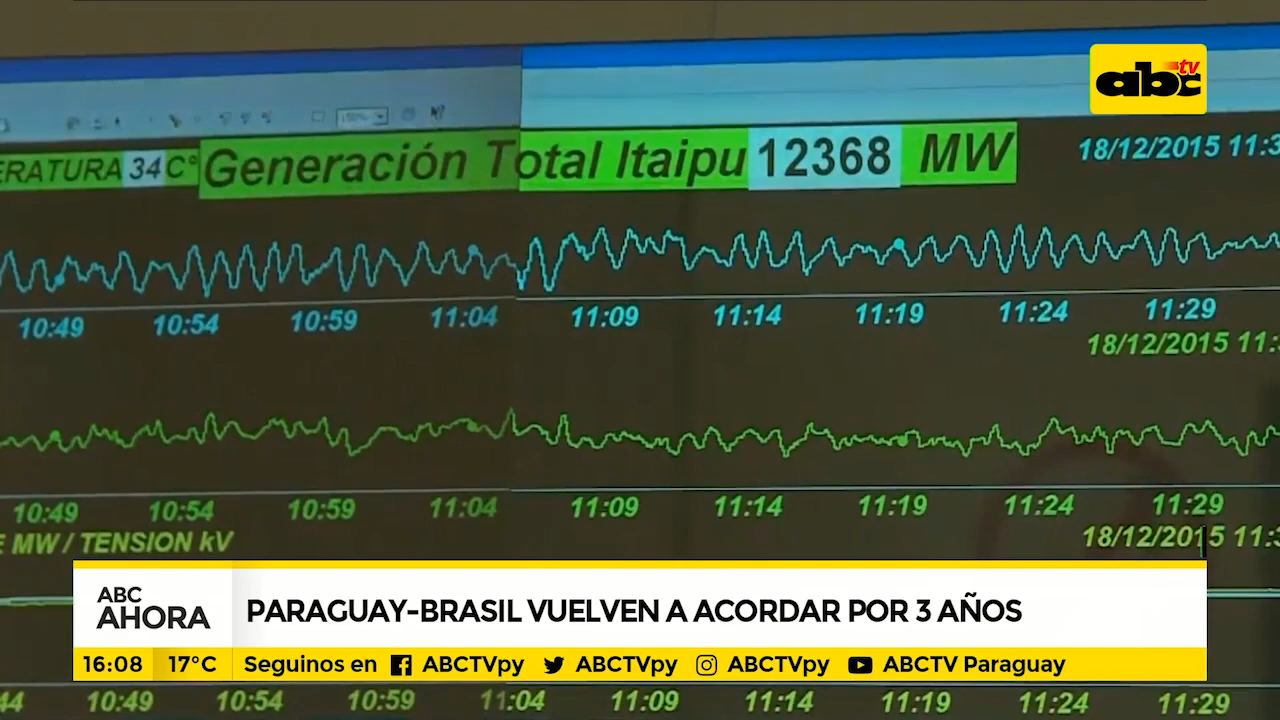 abc tv
150%
ERATURA 34 Cº Generación Total Itaipu 12368 MW
18/12/2015 11:3
10:49 10:54 10:59 11:04 11:09 11:14 11:19 11:24 11:29
18/12/2015 11:3
10:49 10:54 10:59 11:04 11:09 11:14 11:19 11:24 11:29
E MW / TENSION kV
18/12/2015 11:3
ABC AHORA
PARAGUAY-BRASIL VUELVEN A ACORDAR POR 3 AÑOS
16:08 17°C Seguinos en ABCTVpy ABCTVpy ABCTVpy ABCTV Paraguay
44 10:49 10:54 10:59 11:04 11:09 11:14 11:19 11:24 11:29